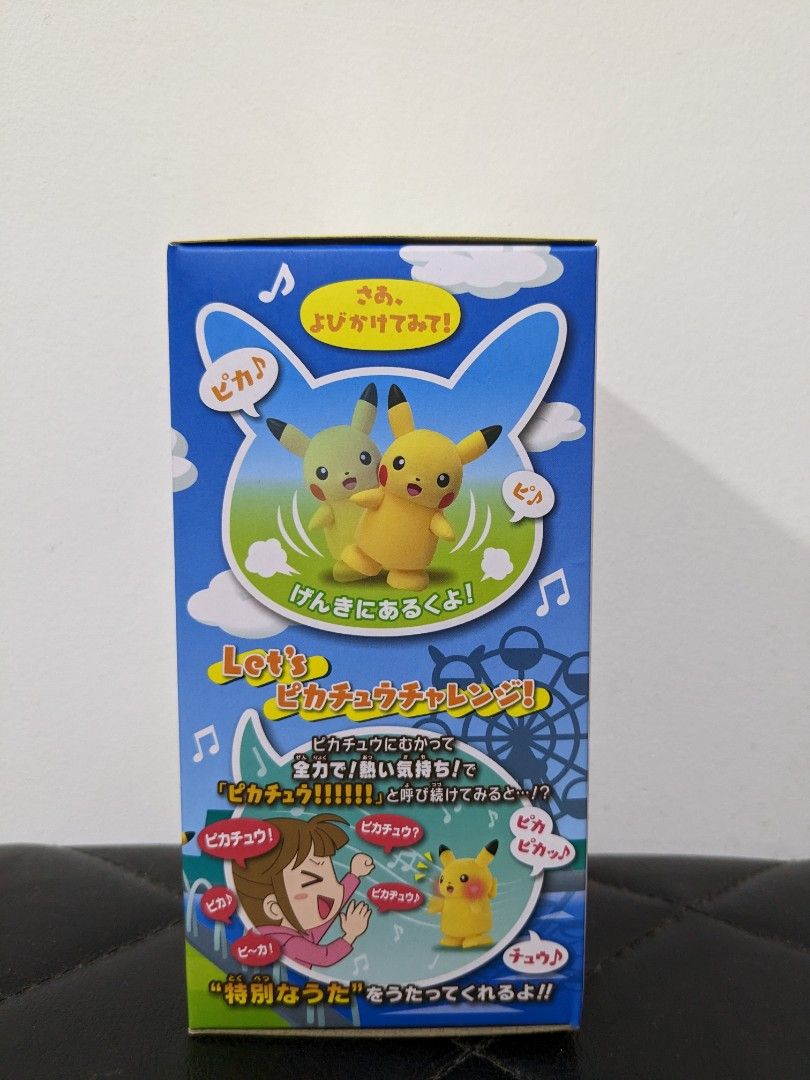 さあ、
よびかけてみて!
ピカ♪
ピ♪
げんきにあるくよ!
Let's
ピカチュウチャレンジ!
ピカチュウにむかって
全力で!熱い気持ち!で
「ピカチュウ!!!!!!」と呼び続けてみると…!?
ピカチュウ!
ピカチュウ?
ピカ
ピカッ♪
ピカ♪
ピカチュウ♪
ピ〜カ!
チュウ♪
“特別なうた”をうたってくれるよ!!